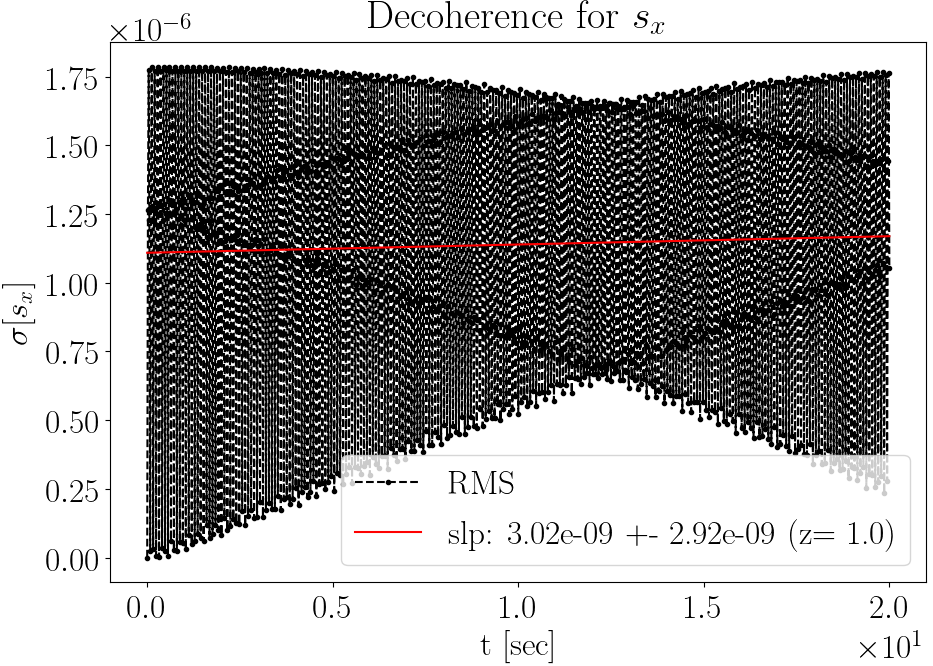 Decoherence for $s_x$
×10⁻⁶
1.75
1.50
1.25
1.00
0.75
0.50
0.25
0.00
σ[$s_x$]
RMS
slp: 3.02e-09 +- 2.92e-09 (z= 1.0)
0.0 0.5 1.0 1.5 2.0
t [sec]
×10¹